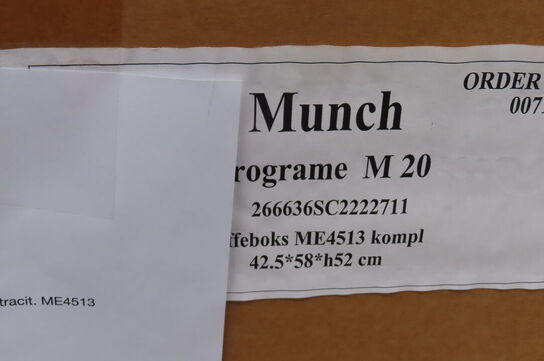 ORDER
Munch 007
rograme M 20
266636SC2222711
ffeboks ME4513 kompl
42.5*58*h52 cm
tracit. ME4513